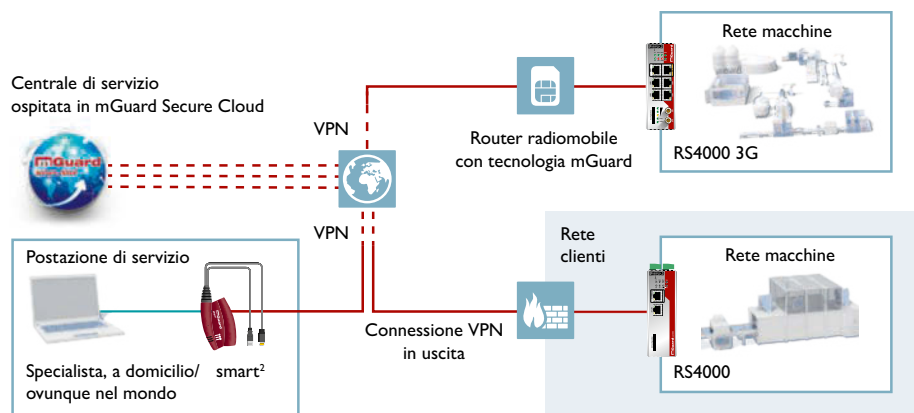 Centrale di servizio
ospitata in mGuard Secure Cloud
mGuard
VPN
Router radiomobile
con tecnologia mGuard
Rete macchine
RS4000 3G
VPN
Postazione di servizio
Specialista, a domicilio/
ovunque nel mondo
smart²
Connessione VPN
in uscita
Rete
clienti
Rete macchine
RS4000